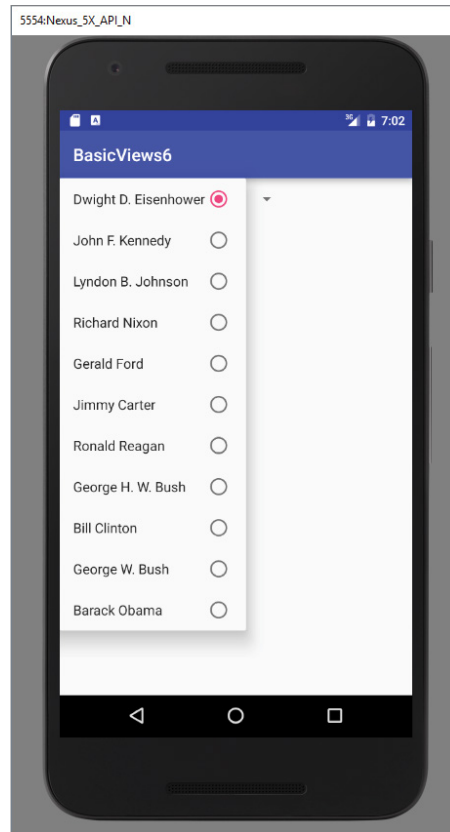 5554:Nexus_5X_API_N
3G 7:02
BasicViews6
Dwight D. Eisenhower
John F. Kennedy
Lyndon B. Johnson
Richard Nixon
Gerald Ford
Jimmy Carter
Ronald Reagan
George H. W. Bush
Bill Clinton
George W. Bush
Barack Obama